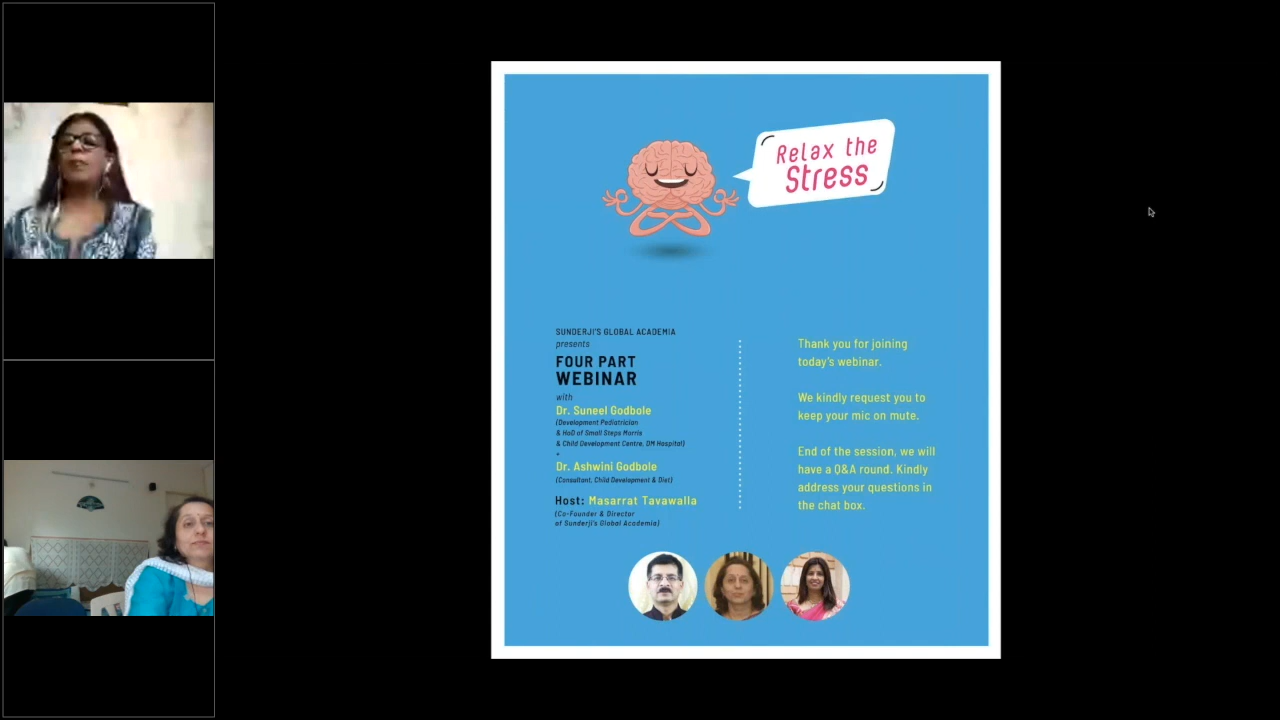 Relax the
Stress
SUNDERJI'S GLOBAL ACADEMIA
presents
FOUR PART
WEBINAR
with
Dr. Suneel Godbole
(Development Pediatrician
& HoD of Small Steps Morris
& Child Development Centre, DM Hospital)
+
Dr. Ashwini Godbole
(Consultant, Child Development & Diet)
Host: Masarrat Tavawalla
(Co-Founder & Director
of Sunderji's Global Academia)
Thank you for joining
today's webinar.
We kindly request you to
keep your mic on mute.
End of the session, we will
have a Q&A round. Kindly
address your questions in
the chat box.